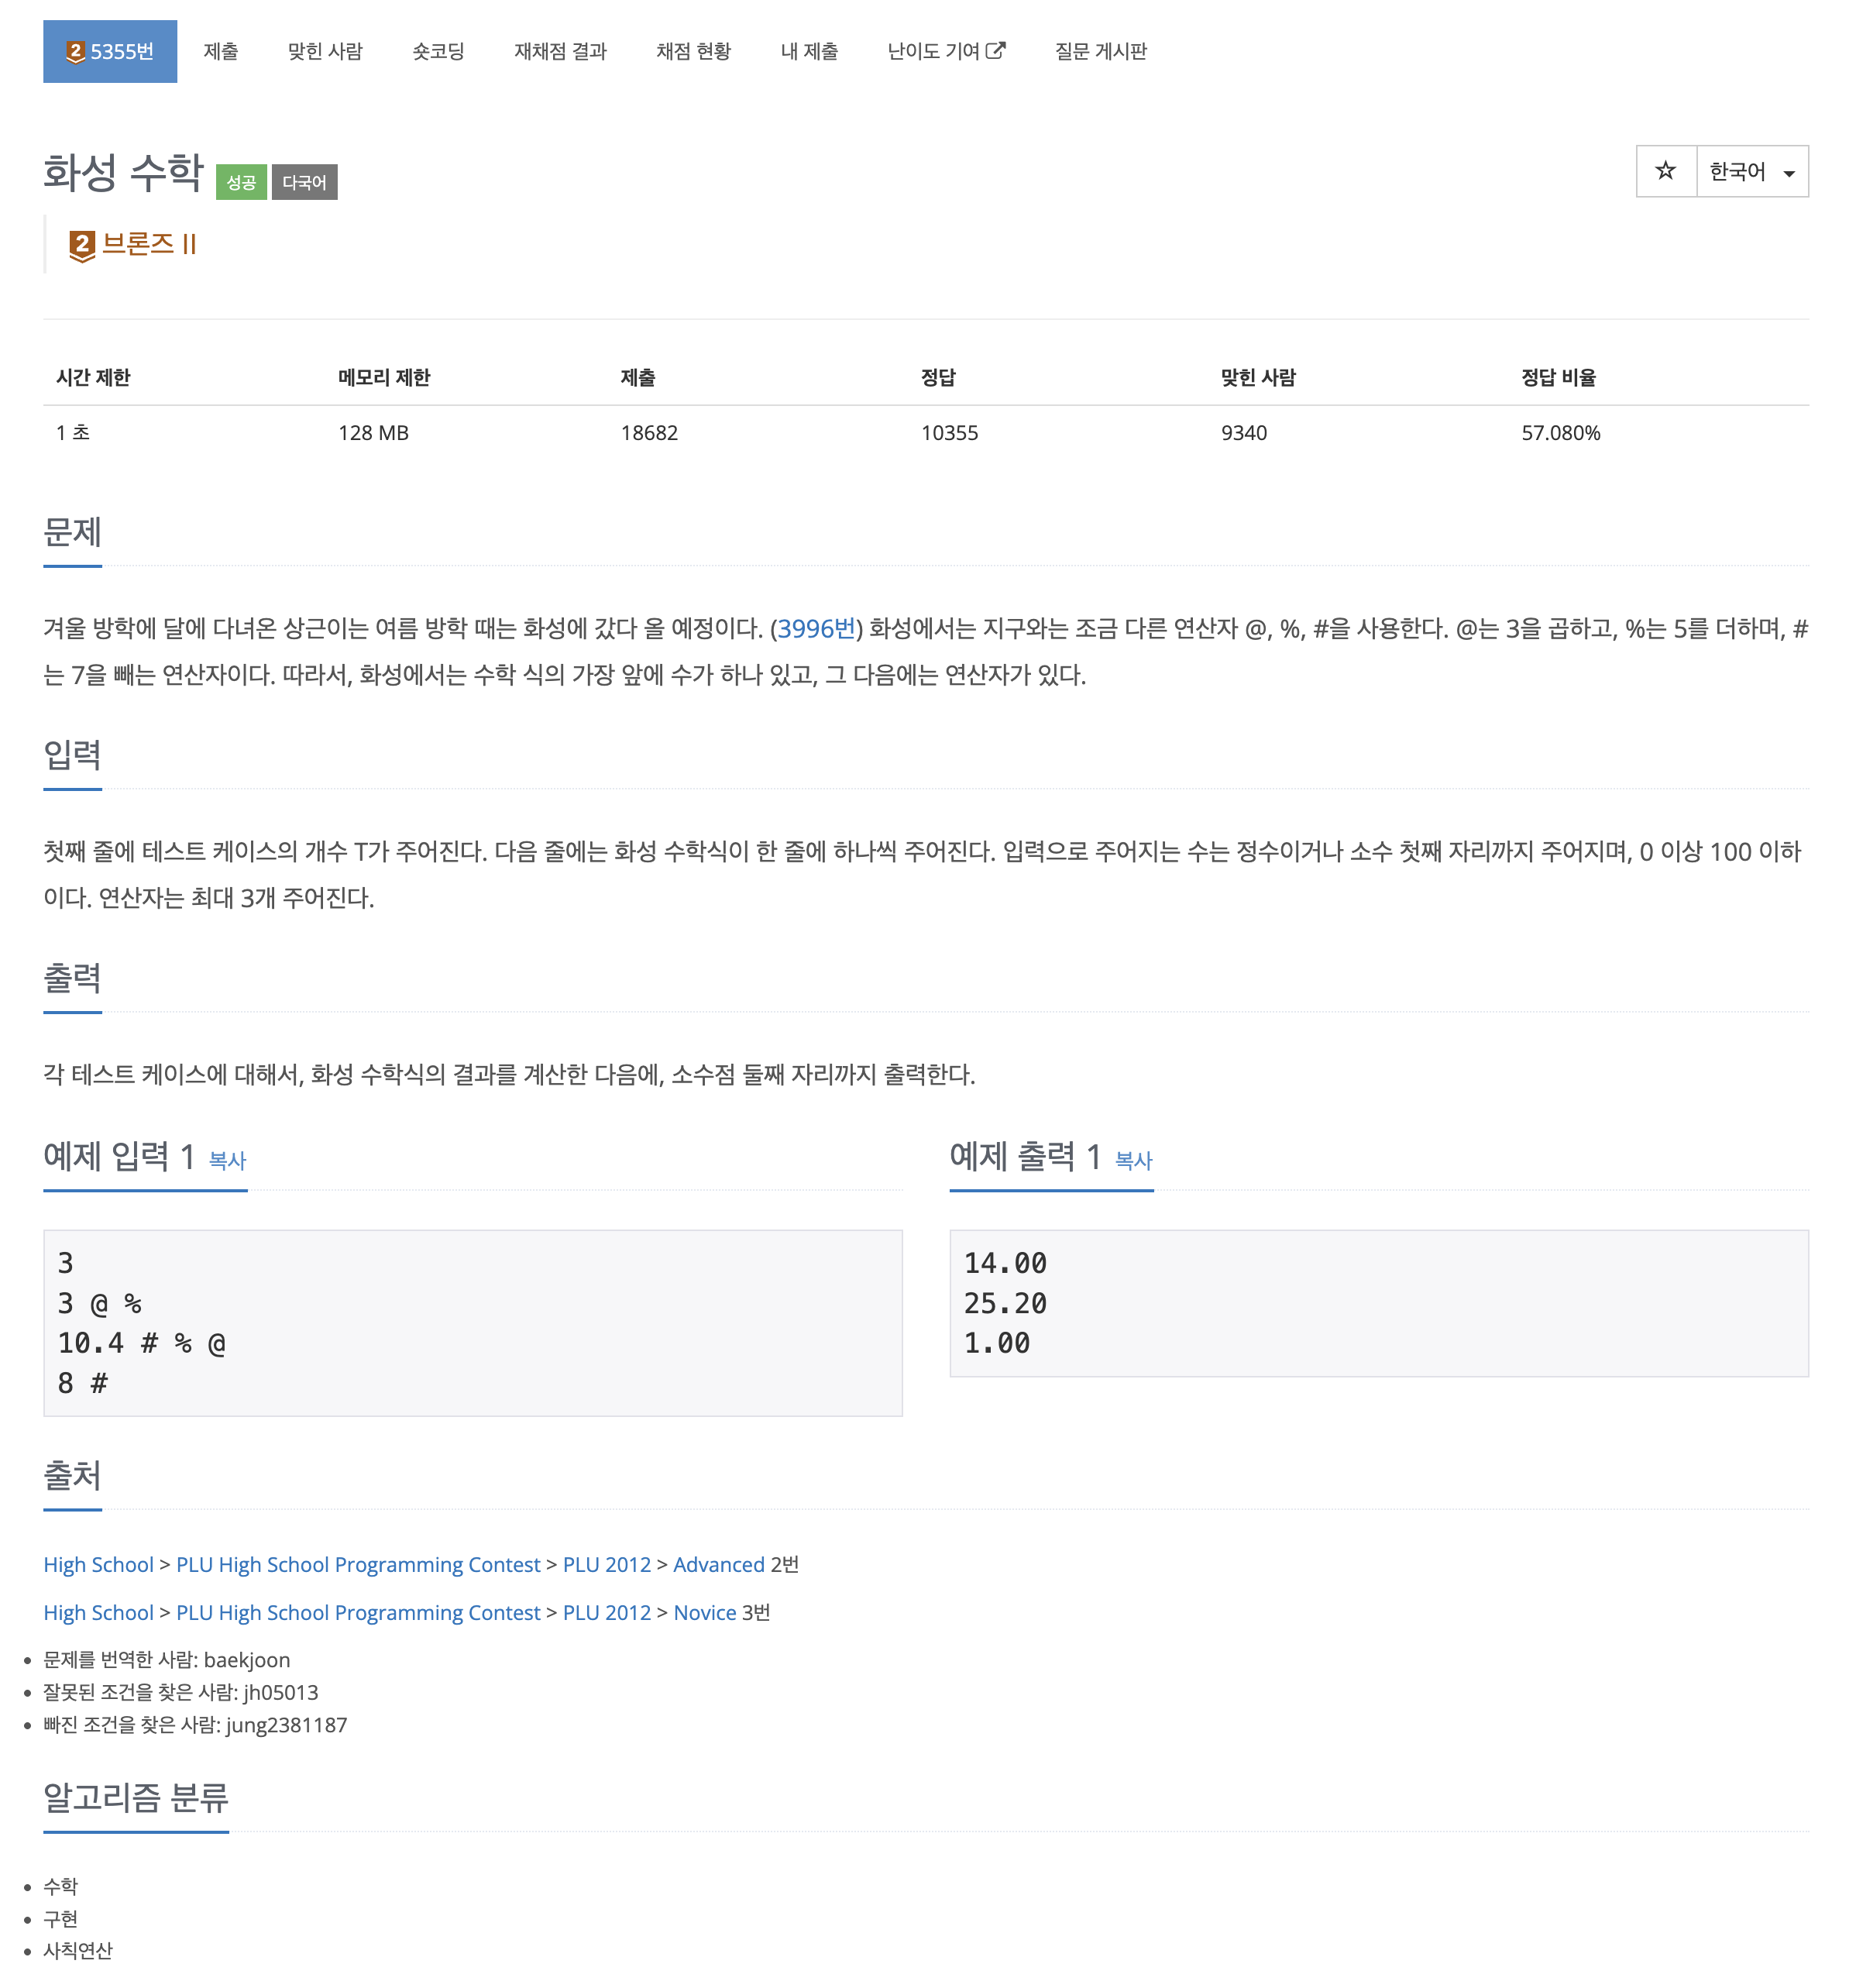 2 5355번 제출 맞힌 사람 숏코딩 재채점 결과 채점 현황 내 제출 난이도 기여 질문 게시판
화성 수학 성공 다국어 ☆ 한국어
2 브론즈 II
시간 제한 메모리 제한 제출 정답 맞힌 사람 정답 비율
1 초 128 MB 18682 10355 9340 57.080%
문제
겨울 방학에 달에 다녀온 상근이는 여름 방학 때는 화성에 갔다 올 예정이다. (3996번) 화성에서는 지구와는 조금 다른 연산자 @, %, #을 사용한다. @는 3을 곱하고, %는 5를 더하며, #
는 7을 빼는 연산자이다. 따라서, 화성에서는 수학 식의 가장 앞에 수가 하나 있고, 그 다음에는 연산자가 있다.
입력
첫째 줄에 테스트 케이스의 개수 T가 주어진다. 다음 줄에는 화성 수학식이 한 줄에 하나씩 주어진다. 입력으로 주어지는 수는 정수이거나 소수 첫째 자리까지 주어지며, 0 이상 100 이하
이다. 연산자는 최대 3개 주어진다.
출력
각 테스트 케이스에 대해서, 화성 수학식의 결과를 계산한 다음에, 소수점 둘째 자리까지 출력한다.
예제 입력 1 복사
3
3 @ %
10.4 # % @
8 #
예제 출력 1 복사
14.00
25.20
1.00
출처
High School > PLU High School Programming Contest > PLU 2012 > Advanced 2번
High School > PLU High School Programming Contest > PLU 2012 > Novice 3번
• 문제를 번역한 사람: baekjoon
• 잘못된 조건을 찾은 사람: jh05013
• 빠진 조건을 찾은 사람: jung2381187
알고리즘 분류
• 수학
• 구현
• 사칙연산